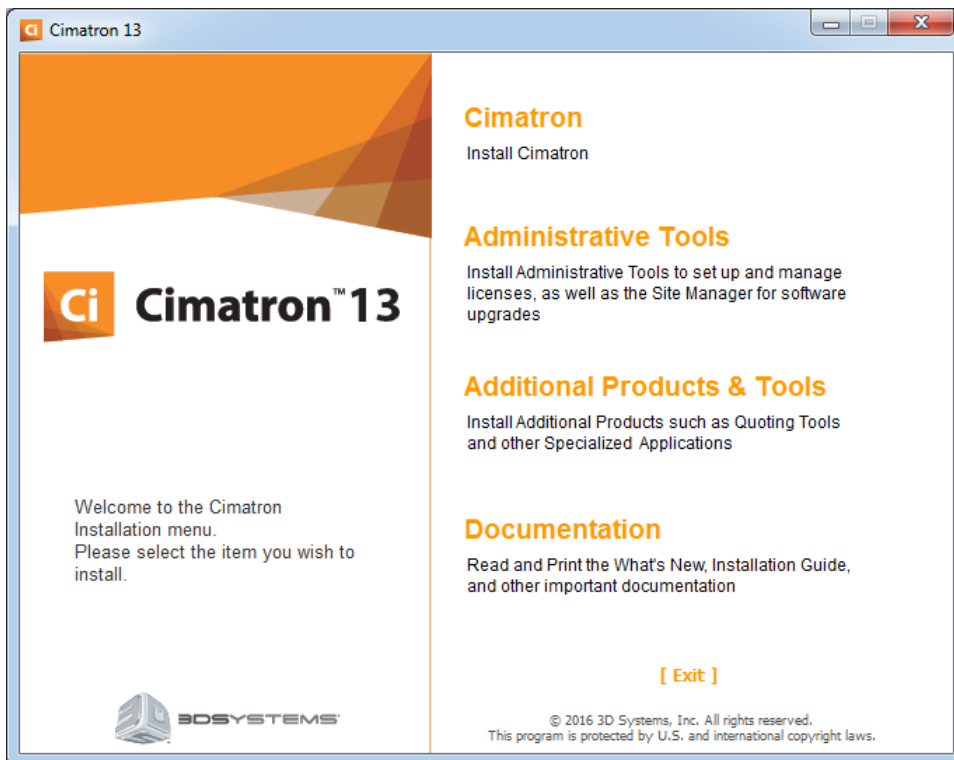 Cimatron 13
Cimatron
Install Cimatron
Administrative Tools
Install Administrative Tools to set up and manage
licenses, as well as the Site Manager for software
upgrades
Ci Cimatron™13
Additional Products & Tools
Install Additional Products such as Quoting Tools
and other Specialized Applications
Welcome to the Cimatron
Installation menu.
Please select the item you wish to
install.
Documentation
Read and Print the What's New, Installation Guide,
and other important documentation
[ Exit ]
3DSYSTEMS
© 2016 3D Systems, Inc. All rights reserved.
This program is protected by U.S. and international copyright laws.